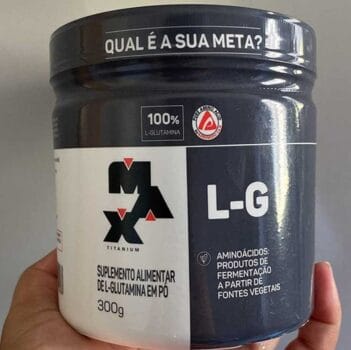 QUAL É A SUA META?
100%
L-GLUTAMINA
MAX
TITANIUM
L-G
SUPLEMENTO ALIMENTAR
DE L-GLUTAMINA EM PÓ
300g
AMINOÁCIDOS:
PRODUTOS DE
FERMENTAÇÃO
A PARTIR DE
FONTES VEGETAIS